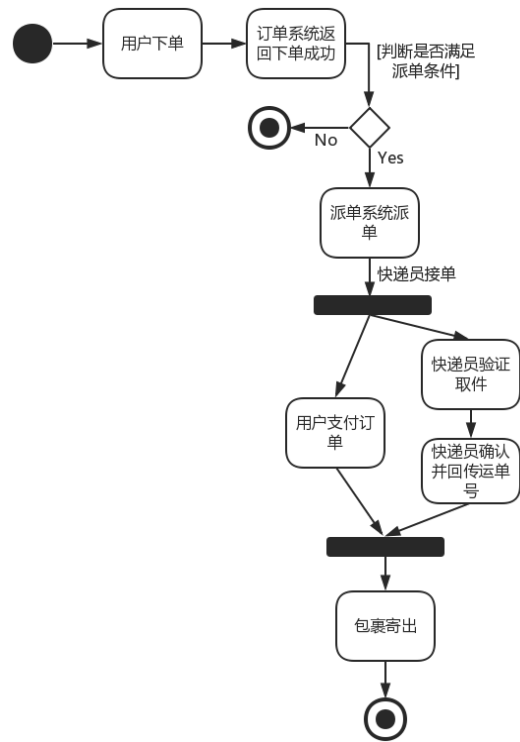 用户下单
订单系统返
回下单成功
[判断是否满足
派单条件]
No
Yes
派单系统派
单
快递员接单
快递员验证
取件
用户支付订
单
快递员确认
并回传运单
号
包裹寄出